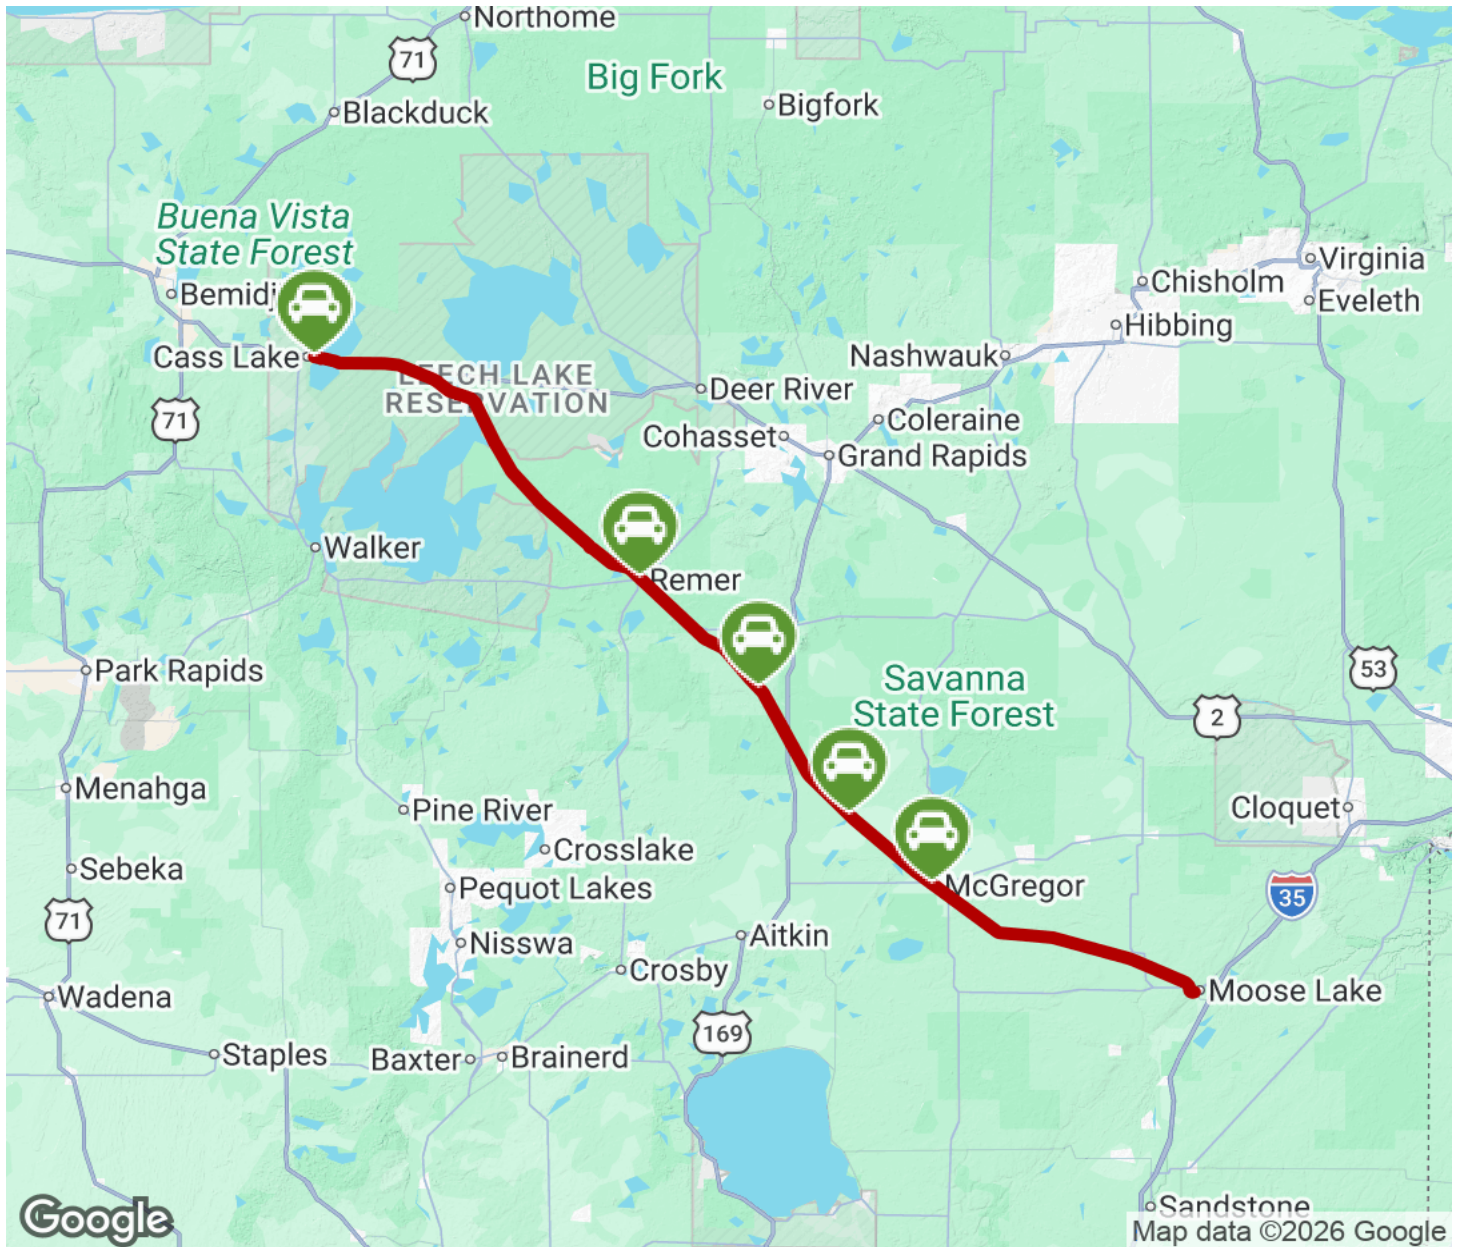 Northome
71
Big Fork
Blackduck
Bigfork
Buena Vista
State Forest
Virginia
Chisholm
Bemidj
Eveleth
Hibbing
Cass Lake
Nashwauk
LEECH LAKE
RESERVATION
Deer River
71
Coleraine
Cohasset
Grand Rapids
Walker
Remer
Park Rapids
53
Savanna
State Forest
2
Menahga
Pine River
Cloquet
Crosslake
Sebeka
McGregor
Pequot Lakes
35
71
Aitkin
Nisswa
Crosby
Moose Lake
Wadena
169
Staples
Baxter
Brainerd
Sandstone
Google
Map data ©2026 Google